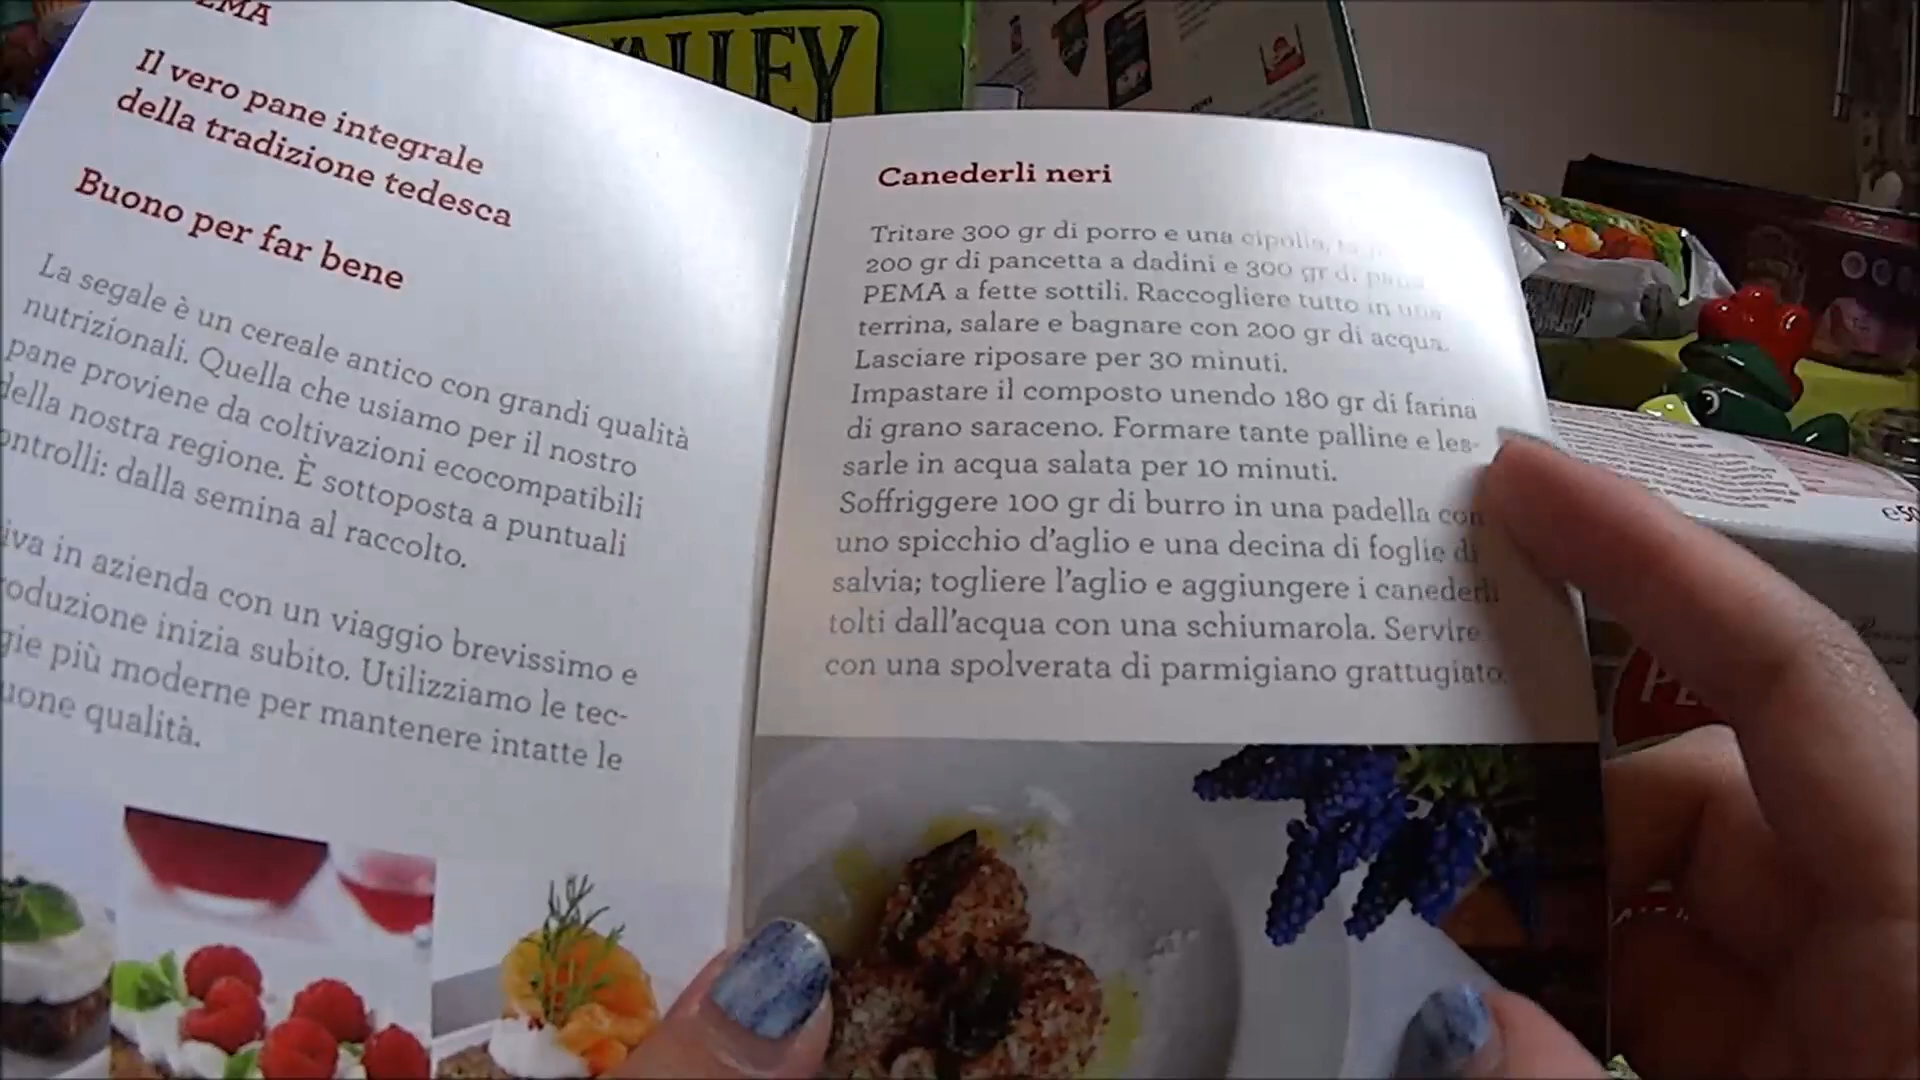 EMA
Il vero pane integrale
della tradizione tedesca
Buono per far bene
La segale è un cereale antico con grandi qualità
nutrizionali. Quella che usiamo per il nostro
pane proviene da coltivazioni ecocompatibili
della nostra regione. È sottoposta a puntuali
ontrolli: dalla semina al raccolto.
iva in azienda con un viaggio brevissimo e
oduzione inizia subito. Utilizziamo le tec-
gie più moderne per mantenere intatte le
uone qualità.
VALLEY
Canederli neri
Tritare 300 gr di porro e una cipolla,
200 gr di pancetta a dadini e 300 gr di pane
PEMA a fette sottili. Raccogliere tutto in una
terrina, salare e bagnare con 200 gr di acqua.
Lasciare riposare per 30 minuti.
Impastare il composto unendo 180 gr di farina
di grano saraceno. Formare tante palline e les-
sarle in acqua salata per 10 minuti.
Soffriggere 100 gr di burro in una padella con
uno spicchio d'aglio e una decina di foglie di
salvia; togliere l'aglio e aggiungere i canederli
tolti dall'acqua con una schiumarola. Servire
con una spolverata di parmigiano grattugiato.
e50
PE